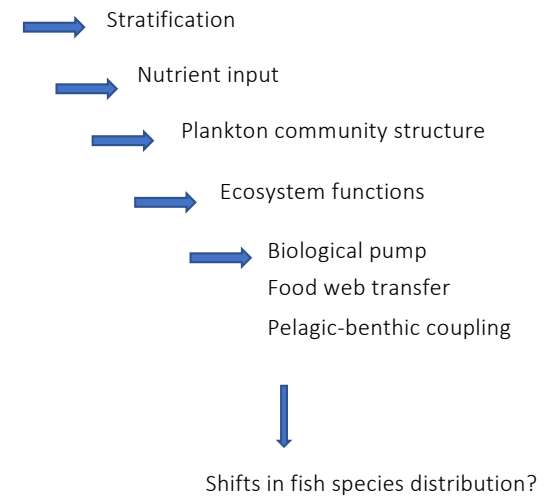 Stratification
Nutrient input
Plankton community structure
Ecosystem functions
Biological pump
Food web transfer
Pelagic-benthic coupling
Shifts in fish species distribution?